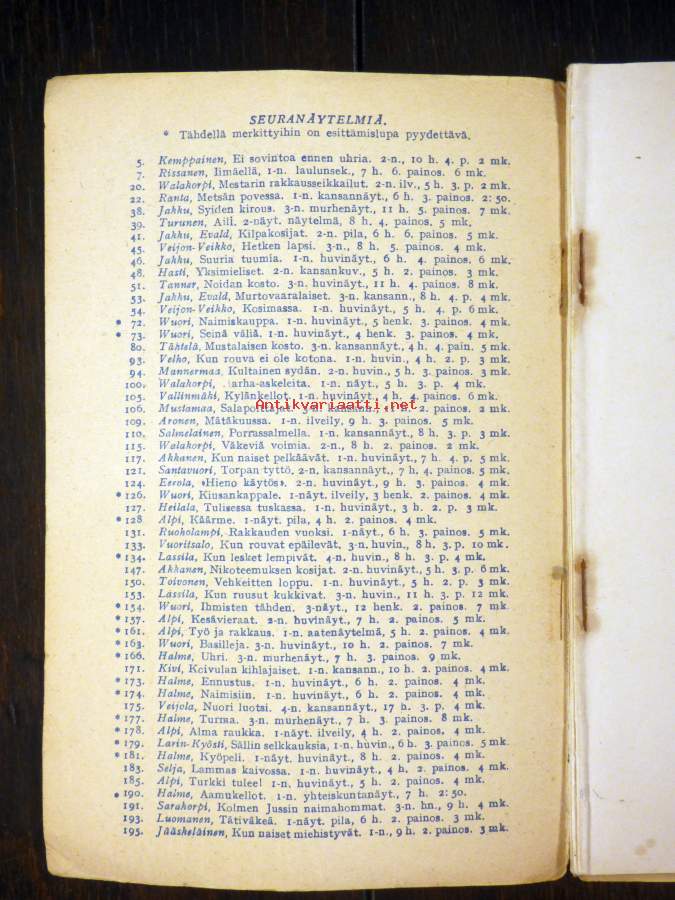 SEURANÄYTELMIÄ.
* Tähdellä merkittyihin on esittämislupa pyydettävä.
5. Kemppainen, Ei sovintoa ennen uhria. 2-n., 10 h. 4. p. 2 mk.
7. Rissanen, Iimäellä, 1-n. laulunsek., 7 h. 6. painos. 6 mk.
20. Walakorpi, Mestarin rakkausseikkailut. 2-n. ilv., 5 h. 3. p. 2 mk.
22. Ranta, Metsän povessa. 1-n. kansannäyt., 6 h. 3. painos. 2: 50.
38. Jahku, Syiden kirous. 3-n. murhenäyt., 11 h. 5. painos. 7 mk.
39. Turunen, Aili. 2-näyt. näytelmä, 8 h. 4. painos. 5 mk.
41. Jahku, Evald, Kilpakosijat. 2-n. pila, 6 h. 6. painos. 5 mk.
45. Veijon-Veikko, Hetken lapsi. 3-n., 8 h. 5. painos. 4 mk.
46. Jahku, Suuria tuumia. 1-n. huvinäyt., 6 h. 4. painos. 6 mk.
48. Hasti, Yksimieliset. 2-n. kansankuv., 5 h. 2. painos. 3 mk.
51. Tanner, Noidan kosto. 3-n. huvinäyt., 11 h. 4. painos. 8 mk.
53. Jahku, Evald, Murtovaaralaiset. 3-n. kansann., 8 h. 4. p. 4 mk.
54. Veijon-Veikko, Kosimassa. 1-n. huvinäyt., 5 h. 4. p. 6 mk.
* 72. Wuori, Naimiskauppa. 1-n. huvinäyt., 5 henk. 3. painos. 4 mk.
* 73. Wuori, Seinä väliä. 1-n. huvinäyt., 4 henk. 3. painos. 4 mk.
80. Tähtelä, Mustalaisen kosto. 3-n. kansannäyt., 4 h. 4. pain. 5 mk.
93. Velho, Kun rouva ei ole kotona. 1-n. huvin., 4 h. 2. p. 3 mk.
94. Mannermaa, Kultainen sydän. 2-n. huvin., 5 h. 3. painos. 3 mk.
100. Walakorpi, arha-askeleita. 1-n. näyt., 5 h. 3. p. 4 mk.
105. Vallinmäki, Kylänkellot. 1-n. huvinäyt., 4 h. 4. painos. 6 mk.
Antikvariaatti.net
106. Mustamaa, Salapolttajat. 3-n. kansann., 11 h. 2. painos. 2 mk.
109. Aronen, Mätäkuussa. 1-n. ilveily, 9 h. 3. painos. 5 mk.
110. Salmelainen, Porrassalmella. 1-n. kansannäyt., 8 h. 3. p. 3 mk.
115. Walakorpi, Väkeviä voimia. 2-n., 8 h. 2. painos. 2 mk.
117. Akkanen, Kun naiset pelkäävät. 1-n. huvinäyt., 7 h. 4. p. 5 mk.
121. Santavuori, Torpan tyttö. 2-n. kansannäyt., 7 h. 4. painos. 5 mk.
124. Eerola, »Hieno käytös». 2-n. huvinäyt., 9 h. 3. painos. 4 mk.
* 126. Wuori, Kiusankappale. 1-näyt. ilveily, 3 henk. 2. painos. 4 mk.
127. Heilala, Tulisessa tuskassa. 1-n. huvinäyt., 3 h. 2. p. 3 mk.
* 128 Alpi, Käärme. 1-näyt. pila, 4 h. 2. painos. 4 mk.
131. Ruoholampi, Rakkauden vuoksi. 1-näyt., 6 h. 3. painos. 5 mk.
133. Vuoritsalo, Kun rouvat epäilevät. 3-n. huvin., 8 h. 3. p. 10 mk.
* 134. Lassila, Kun lesket lempivät. 4-n. huvin., 8 h. 3. p. 4 mk.
147. Akkanen, Nikoteemuksen kosijat. 2-n. huvinäyt., 5 h. 3. p. 6 mk.
150. Toivonen, Vehkeitten loppu. 1-n. huvinäyt., 5 h. 2. p. 3 mk.
153. Lassila, Kun ruusut kukkivat. 3-n. huvin., 11 h. 3. p. 12 mk.
* 154. Wuori, Ihmisten tähden. 3-näyt., 12 henk. 2. painos. 7 mk.
* 157. Alpi, Kesävieraat. 2-n. huvinäyt., 7 h. 2. painos. 5 mk.
* 161. Alpi, Työ ja rakkaus. 1-n. aatenäytelmä, 5 h. 2. painos. 4 mk.
* 163. Wuori, Basilleja. 3-n. huvinäyt., 10 h. 2. painos. 7 mk.
* 166. Halme, Uhri. 3-n. murhenäyt., 7 h. 3. painos. 9 mk.
171. Kivi, Koivulan kihlajaiset. 1-n. kansann., 10 h. 2. painos. 4 mk.
* 173. Halme, Ennustus. 1-n. huvinäyt., 6 h. 2. painos. 4 mk.
* 174. Halme, Naimisiin. 1-n. huvinäyt., 6 h. 2. painos. 4 mk.
175. Veijola, Nuori luotsi. 4-n. kansannäyt., 17 h. 3. p. 4 mk.
* 177. Halme, Turma. 3-n. murhenäyt., 7 h. 3. painos. 8 mk.
* 178. Alpi, Alma raukka. 1-näyt. ilveily, 4 h. 2. painos. 4 mk.
* 179. Larin-Kyösti, Sällin selkkauksia, 1-n. huvin., 6 h. 3. painos. 5 mk.
* 181. Halme, Kyöpeli. 1-näyt. huvinäyt., 8 h. 2. painos. 4 mk.
183. Selja, Lammas kaivossa. 1-n. huvinäyt., 4 h. 2. painos. 4 mk.
185. Alpi, Turkki tulee! 1-n. huvinäyt., 5 h. 2. painos. 4 mk.
* 190. Halme, Aamukellot. 1-n. yhteiskuntanäyt., 7 h. 2: 50.
191. Sarahorpi, Kolmen Jussin naimahommat. 3-n. hn., 9 h. 4 mk.
193. Luomanen, Tätiväkeä. 1-näyt. pila, 6 h. 2. painos. 3 mk.
195. Jääskeläinen, Kun naiset miehistyvät. 1-n., 9 h. 2. painos. 3 mk.